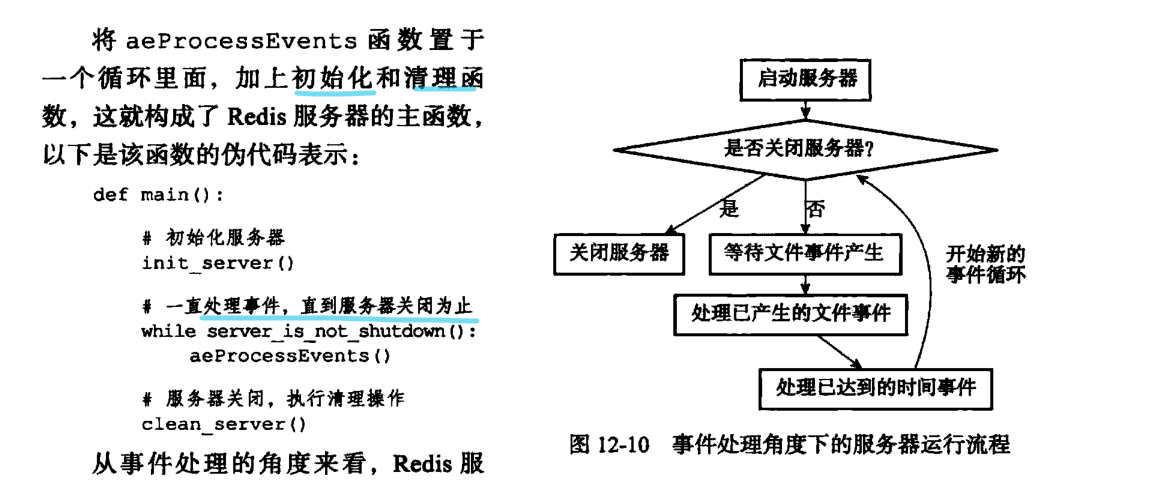 将 aeProcessEvents 函数置于
一个循环里面，加上初始化和清理函
数，这就构成了 Redis 服务器的主函数，
以下是该函数的伪代码表示：
def main():
# 初始化服务器
init_server()
# 一直处理事件，直到服务器关闭为止
while server_is_not_shutdown():
aeProcessEvents()
# 服务器关闭，执行清理操作
clean_server()
从事件处理的角度来看，Redis 服
启动服务器
是否关闭服务器？
是
否
关闭服务器
等待文件事件产生
开始新的
事件循环
处理已产生的文件事件
处理已达到的时间事件
图 12-10 事件处理角度下的服务器运行流程